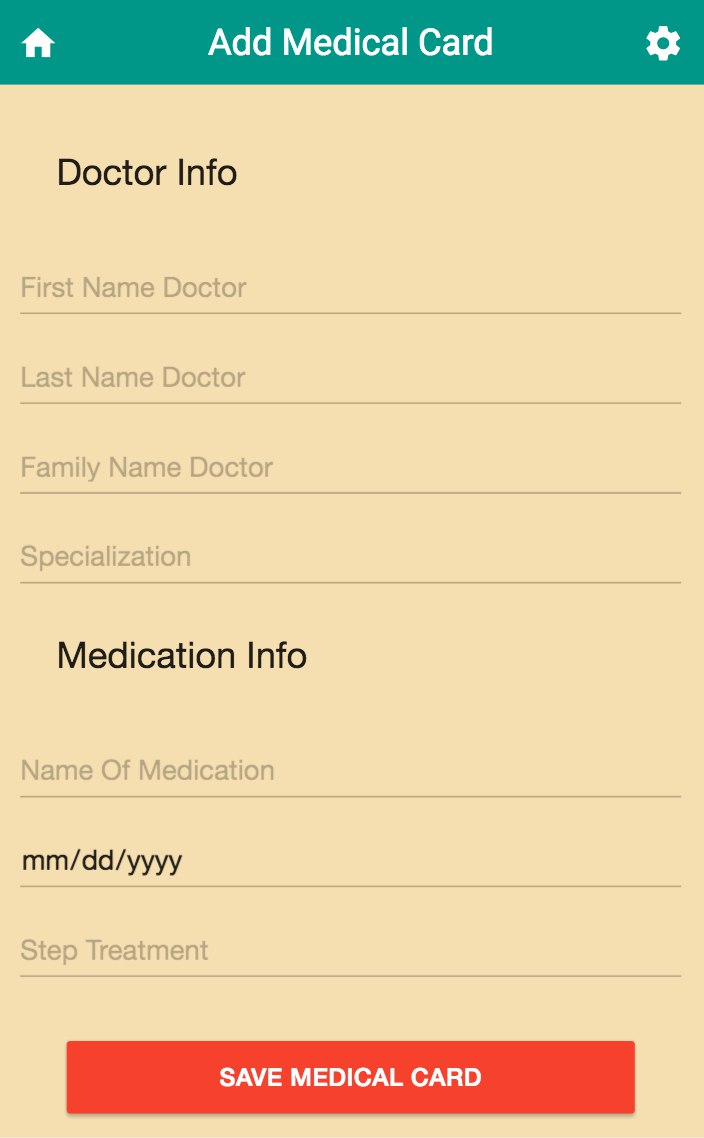 Add Medical Card
Doctor Info
First Name Doctor
Last Name Doctor
Family Name Doctor
Specialization
Medication Info
Name Of Medication
mm/dd/yyyy
Step Treatment
SAVE MEDICAL CARD